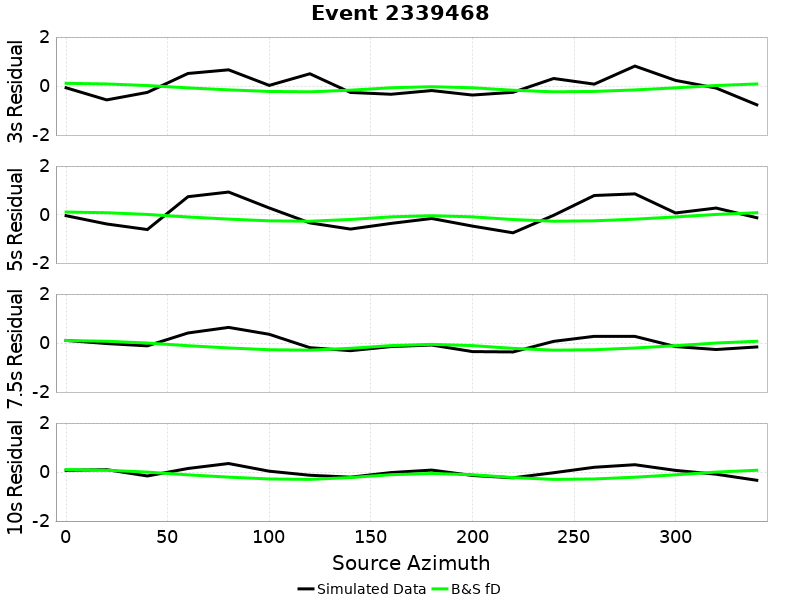 Event 2339468
3s Residual
2
0
-2
5s Residual
2
0
-2
7.5s Residual
2
0
-2
10s Residual
2
0
-2
0 50 100 150 200 250 300
Source Azimuth
Simulated Data B&S fD